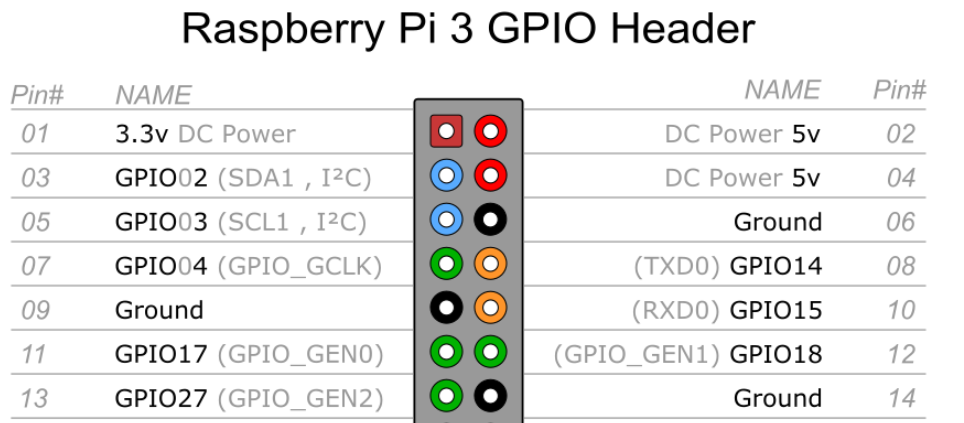 Raspberry Pi 3 GPIO Header
Pin# NAME NAME Pin#
01 3.3v DC Power DC Power 5v 02
03 GPIO02 (SDA1 , I²C) DC Power 5v 04
05 GPIO03 (SCL1 , I²C) Ground 06
07 GPIO04 (GPIO_GCLK) (TXD0) GPIO14 08
09 Ground (RXD0) GPIO15 10
11 GPIO17 (GPIO_GEN0) (GPIO_GEN1) GPIO18 12
13 GPIO27 (GPIO_GEN2) Ground 14